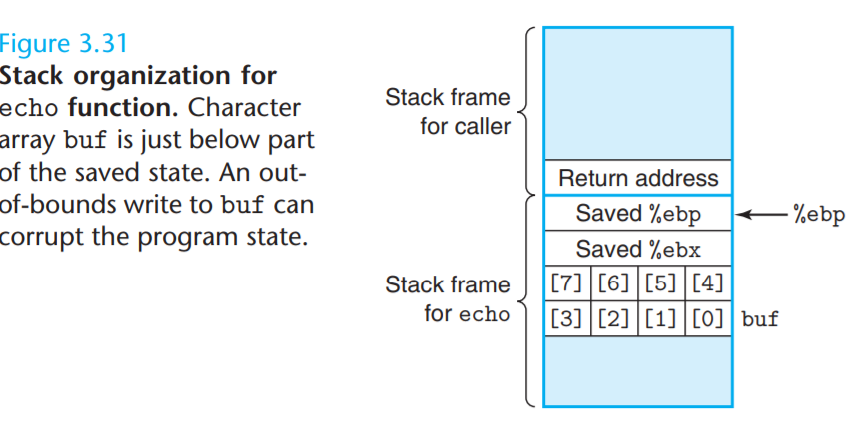 Figure 3.31
Stack organization for
echo function. Character
array buf is just below part
of the saved state. An out-
of-bounds write to buf can
corrupt the program state.
Stack frame
for caller
Return address
Saved %ebp
%ebp
Saved %ebx
Stack frame
for echo
[7] [6] [5] [4]
[3] [2] [1] [0] buf